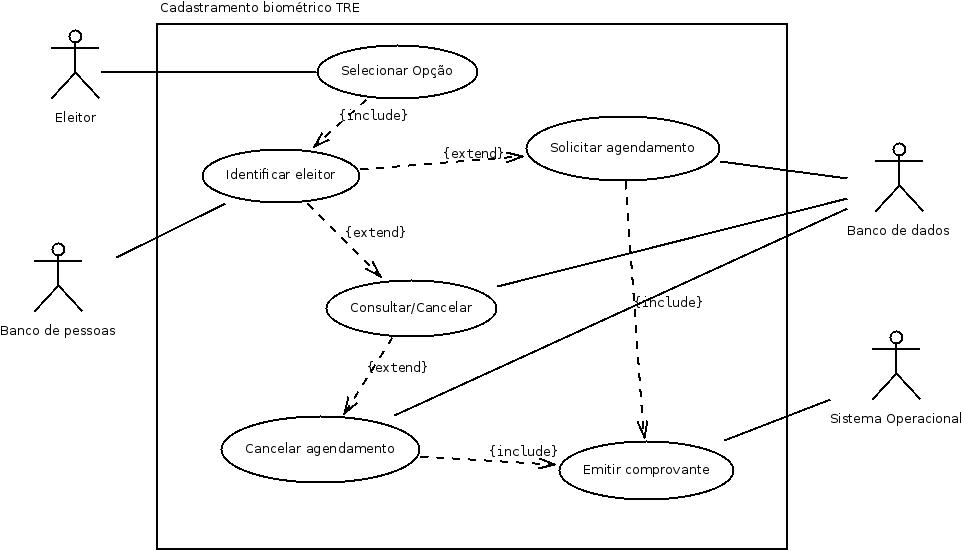 Cadastramento biométrico TRE
Selecionar Opção
Eleitor
{include}
Solicitar agendamento
{extend}
Identificar eleitor
Banco de dados
{extend}
Banco de pessoas
Consultar/Cancelar
{include}
{extend}
Sistema Operacional
Cancelar agendamento
{include}
Emitir comprovante